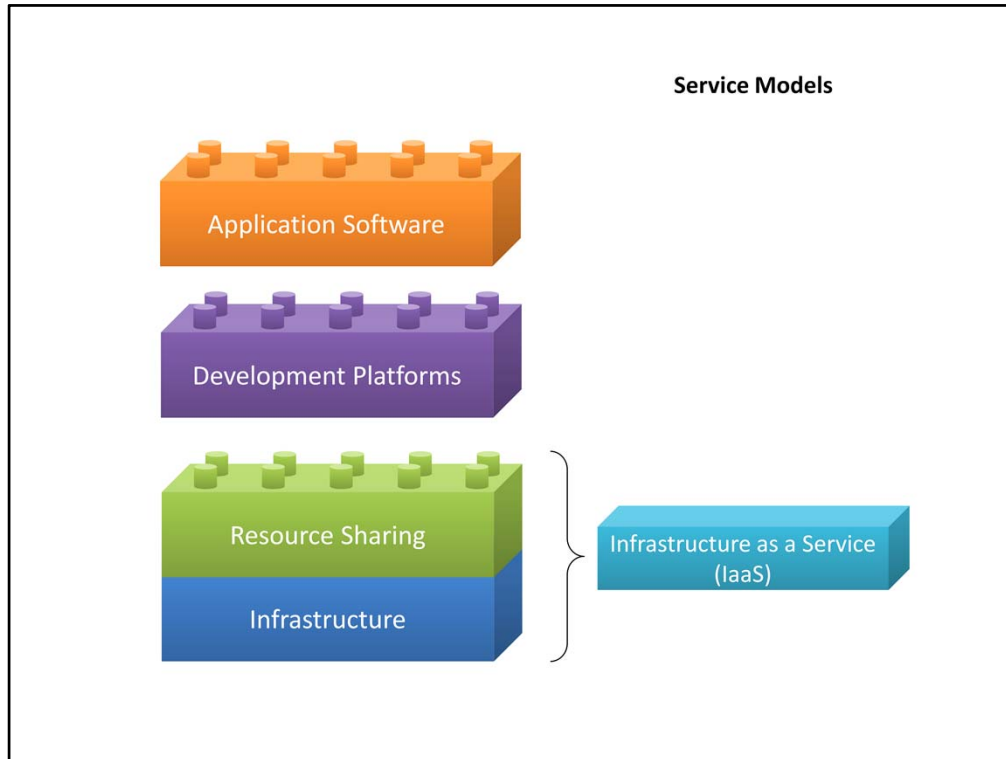 Service Models
Application Software
Development Platforms
Resource Sharing
Infrastructure as a Service
(IaaS)
Infrastructure